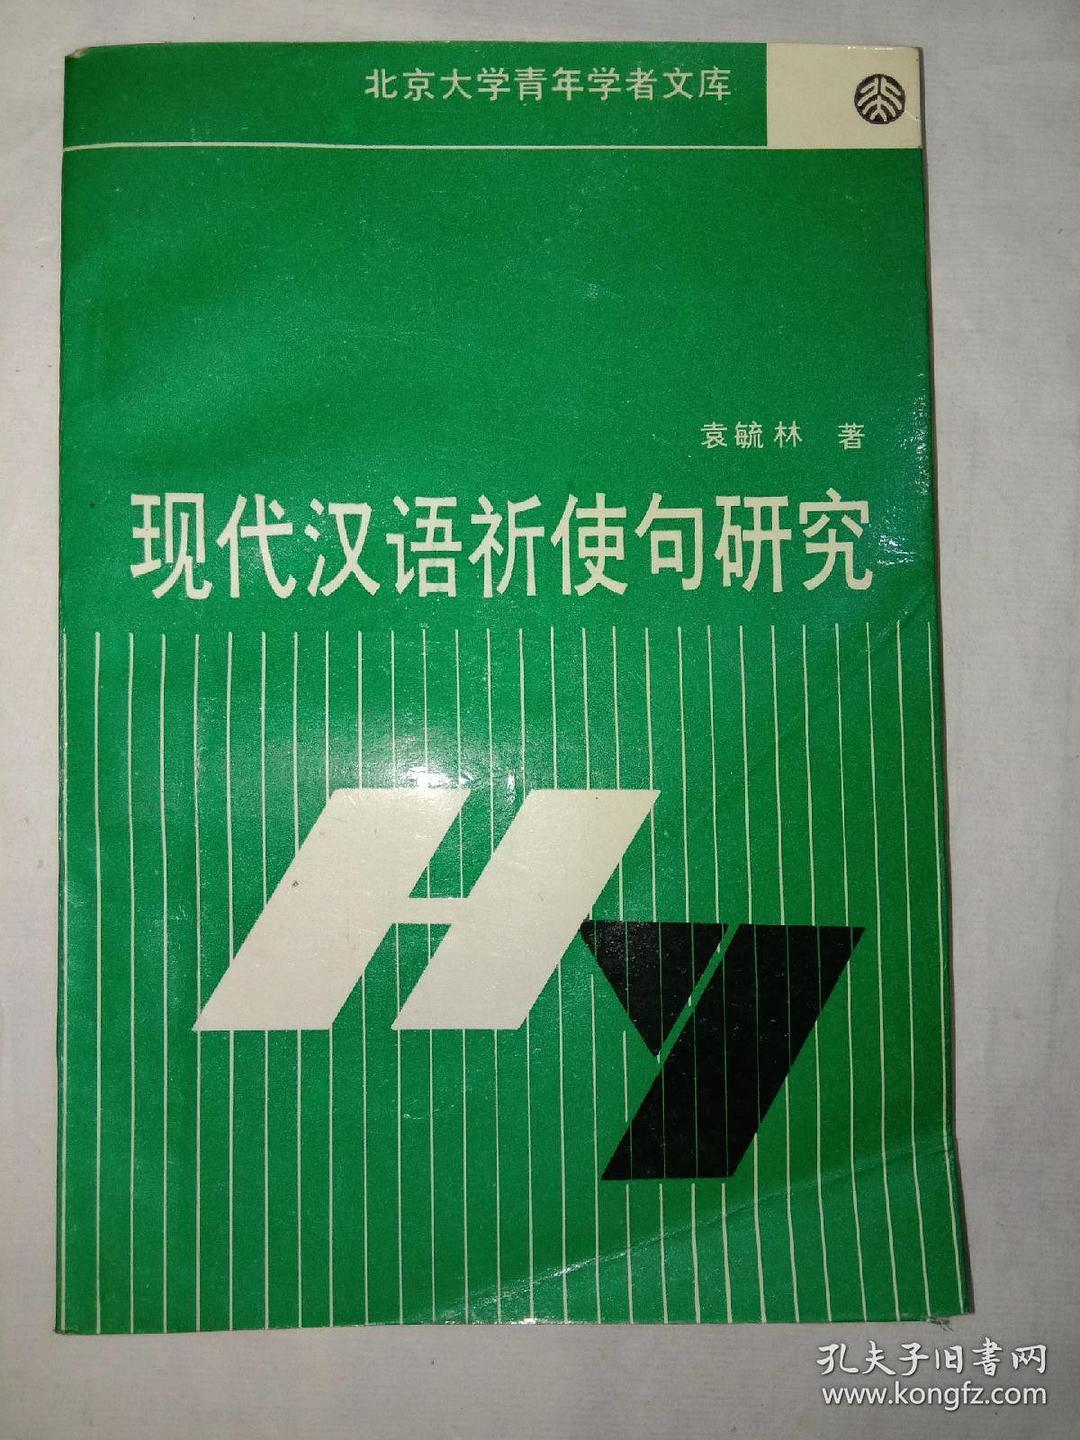 北京大学青年学者文库
袁毓林 著
现代汉语祈使句研究
HY
孔夫子旧书网
www.kongfz.com